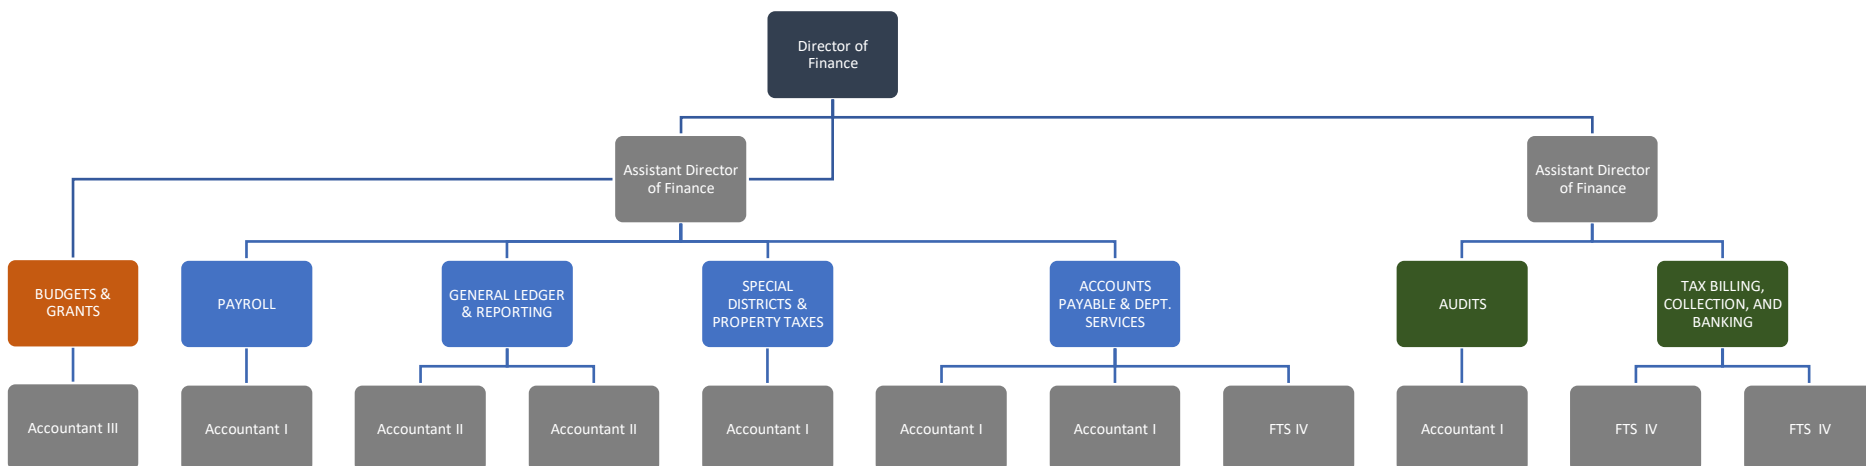 Director of
Finance
Assistant Director
of Finance
Assistant Director
of Finance
BUDGETS &
GRANTS
PAYROLL
GENERAL LEDGER
& REPORTING
SPECIAL
DISTRICTS &
PROPERTY TAXES
ACCOUNTS
PAYABLE & DEPT.
SERVICES
AUDITS
TAX BILLING,
COLLECTION, AND
BANKING
Accountant III
Accountant I
Accountant II
Accountant II
Accountant I
Accountant I
Accountant I
FTS IV
Accountant I
FTS IV
FTS IV